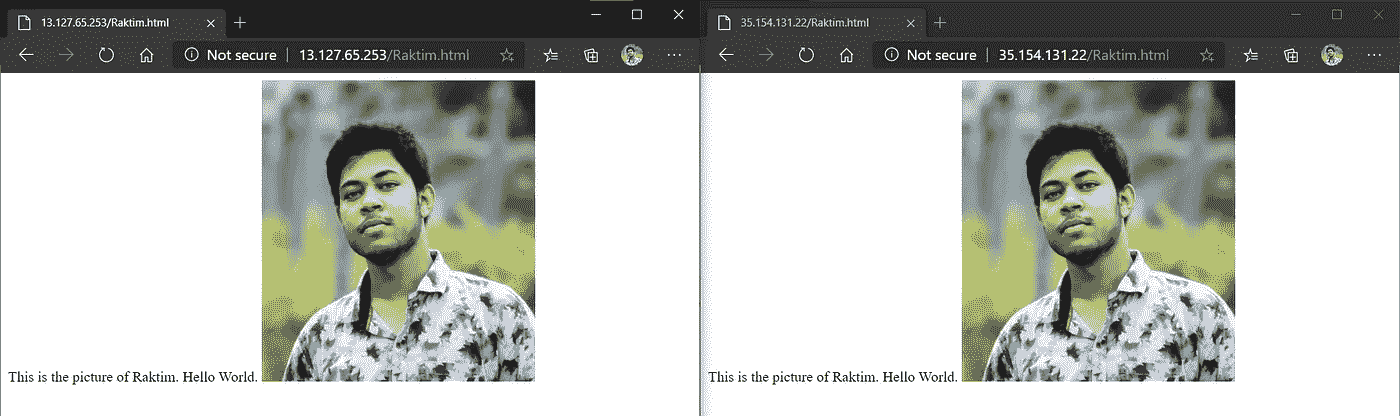 13.127.65.253/Raktim.html
Not secure | 13.127.65.253/Raktim.html
This is the picture of Raktim. Hello World.
35.154.131.22/Raktim.html
Not secure | 35.154.131.22/Raktim.html
This is the picture of Raktim. Hello World.